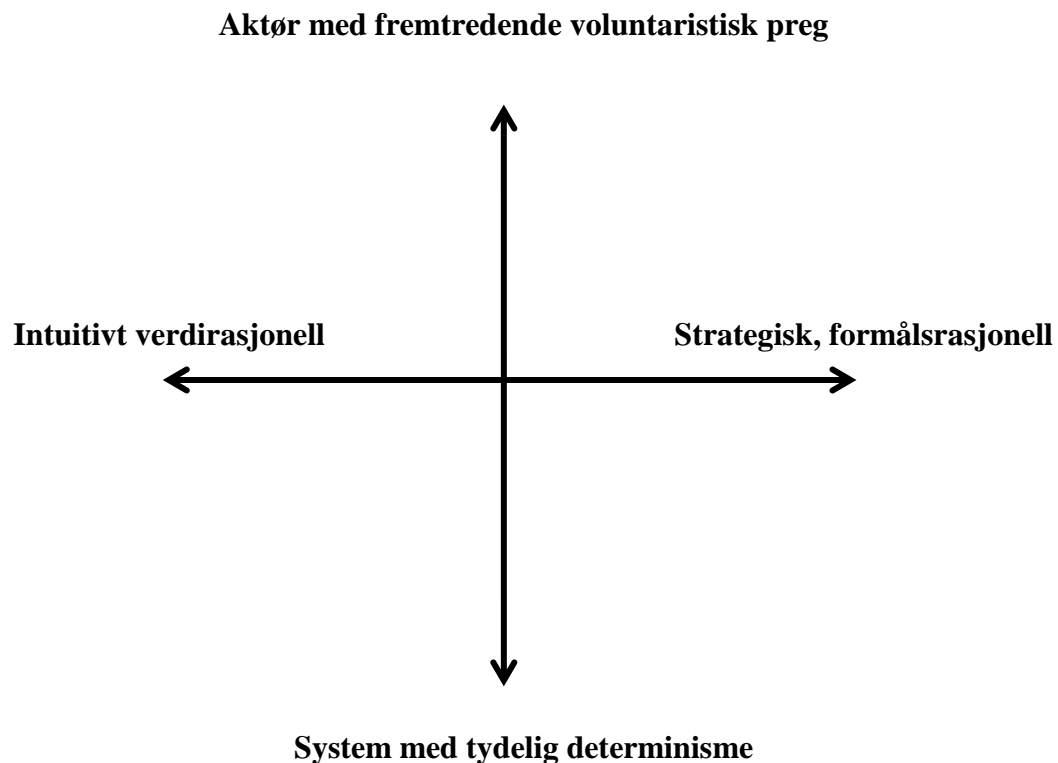 Aktør med fremtredende voluntaristisk preg
Intuitivt verdirasjonell
Strategisk, formålsrasjonell
System med tydelig determinisme